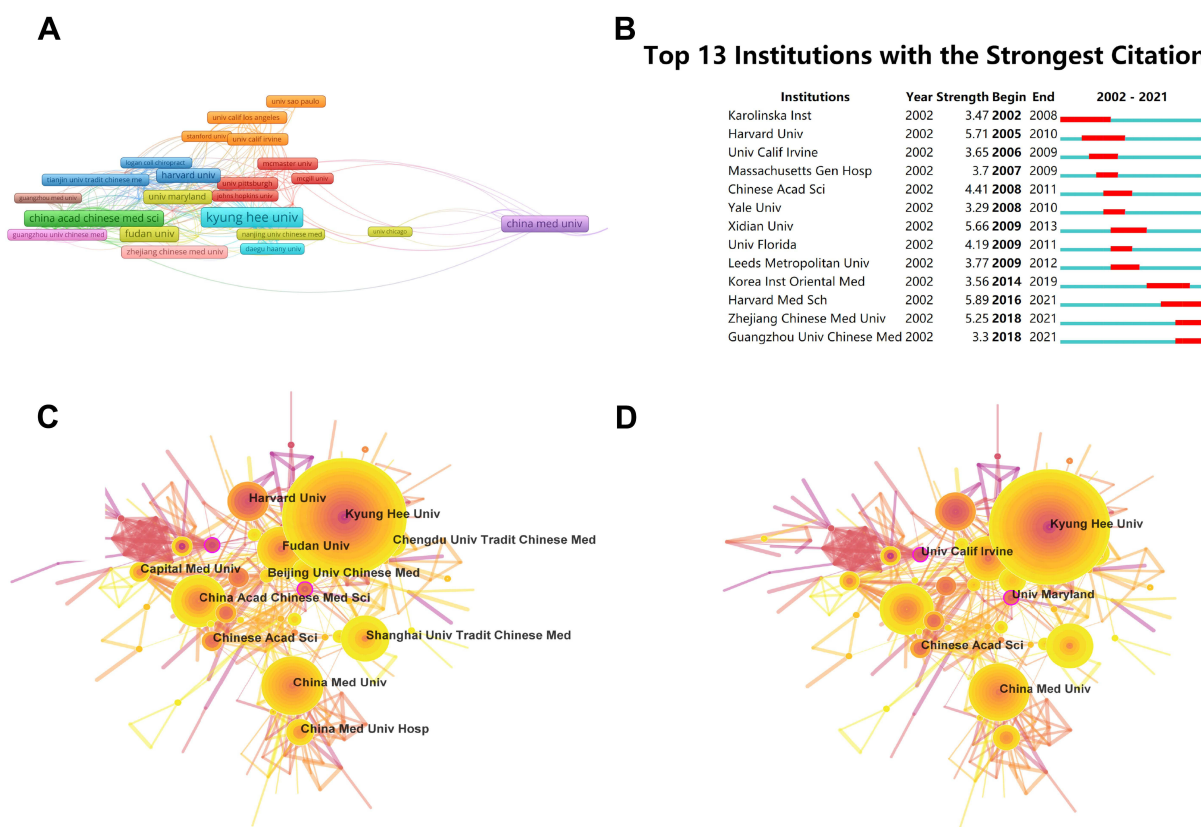 A
univ sao paulo
univ calif los angeles
stanford univ
univ calif irvine
logan coll chiropract
mcmaster univ
tianjin univ tradit chinese me
harvard univ
univ pittsburgh
mcgill univ
guangzhou med univ
univ maryland
johns hopkins univ
china acad chinese med sci
kyung hee univ
china med univ
guangzhou univ chinese med
fudan univ
nanjing univ chinese med
univ chicago
zhejiang chinese med univ
daegu haany univ
B
Top 13 Institutions with the Strongest Citation
Institutions Year Strength Begin End 2002 - 2021
Karolinska Inst 2002 3.47 2002 2008
Harvard Univ 2002 5.71 2005 2010
Univ Calif Irvine 2002 3.65 2006 2009
Massachusetts Gen Hosp 2002 3.7 2007 2009
Chinese Acad Sci 2002 4.41 2008 2011
Yale Univ 2002 3.29 2008 2010
Xidian Univ 2002 5.66 2009 2013
Univ Florida 2002 4.19 2009 2011
Leeds Metropolitan Univ 2002 3.77 2009 2012
Korea Inst Oriental Med 2002 3.56 2014 2019
Harvard Med Sch 2002 5.89 2016 2021
Zhejiang Chinese Med Univ 2002 5.25 2018 2021
Guangzhou Univ Chinese Med 2002 3.3 2018 2021
C
Harvard Univ
Kyung Hee Univ
Chengdu Univ Tradit Chinese Med
Fudan Univ
Capital Med Univ
Beijing Univ Chinese Med
China Acad Chinese Med Sci
Chinese Acad Sci
Shanghai Univ Tradit Chinese Med
China Med Univ
China Med Univ Hosp
D
Kyung Hee Univ
Univ Calif Irvine
Univ Maryland
Chinese Acad Sci
China Med Univ